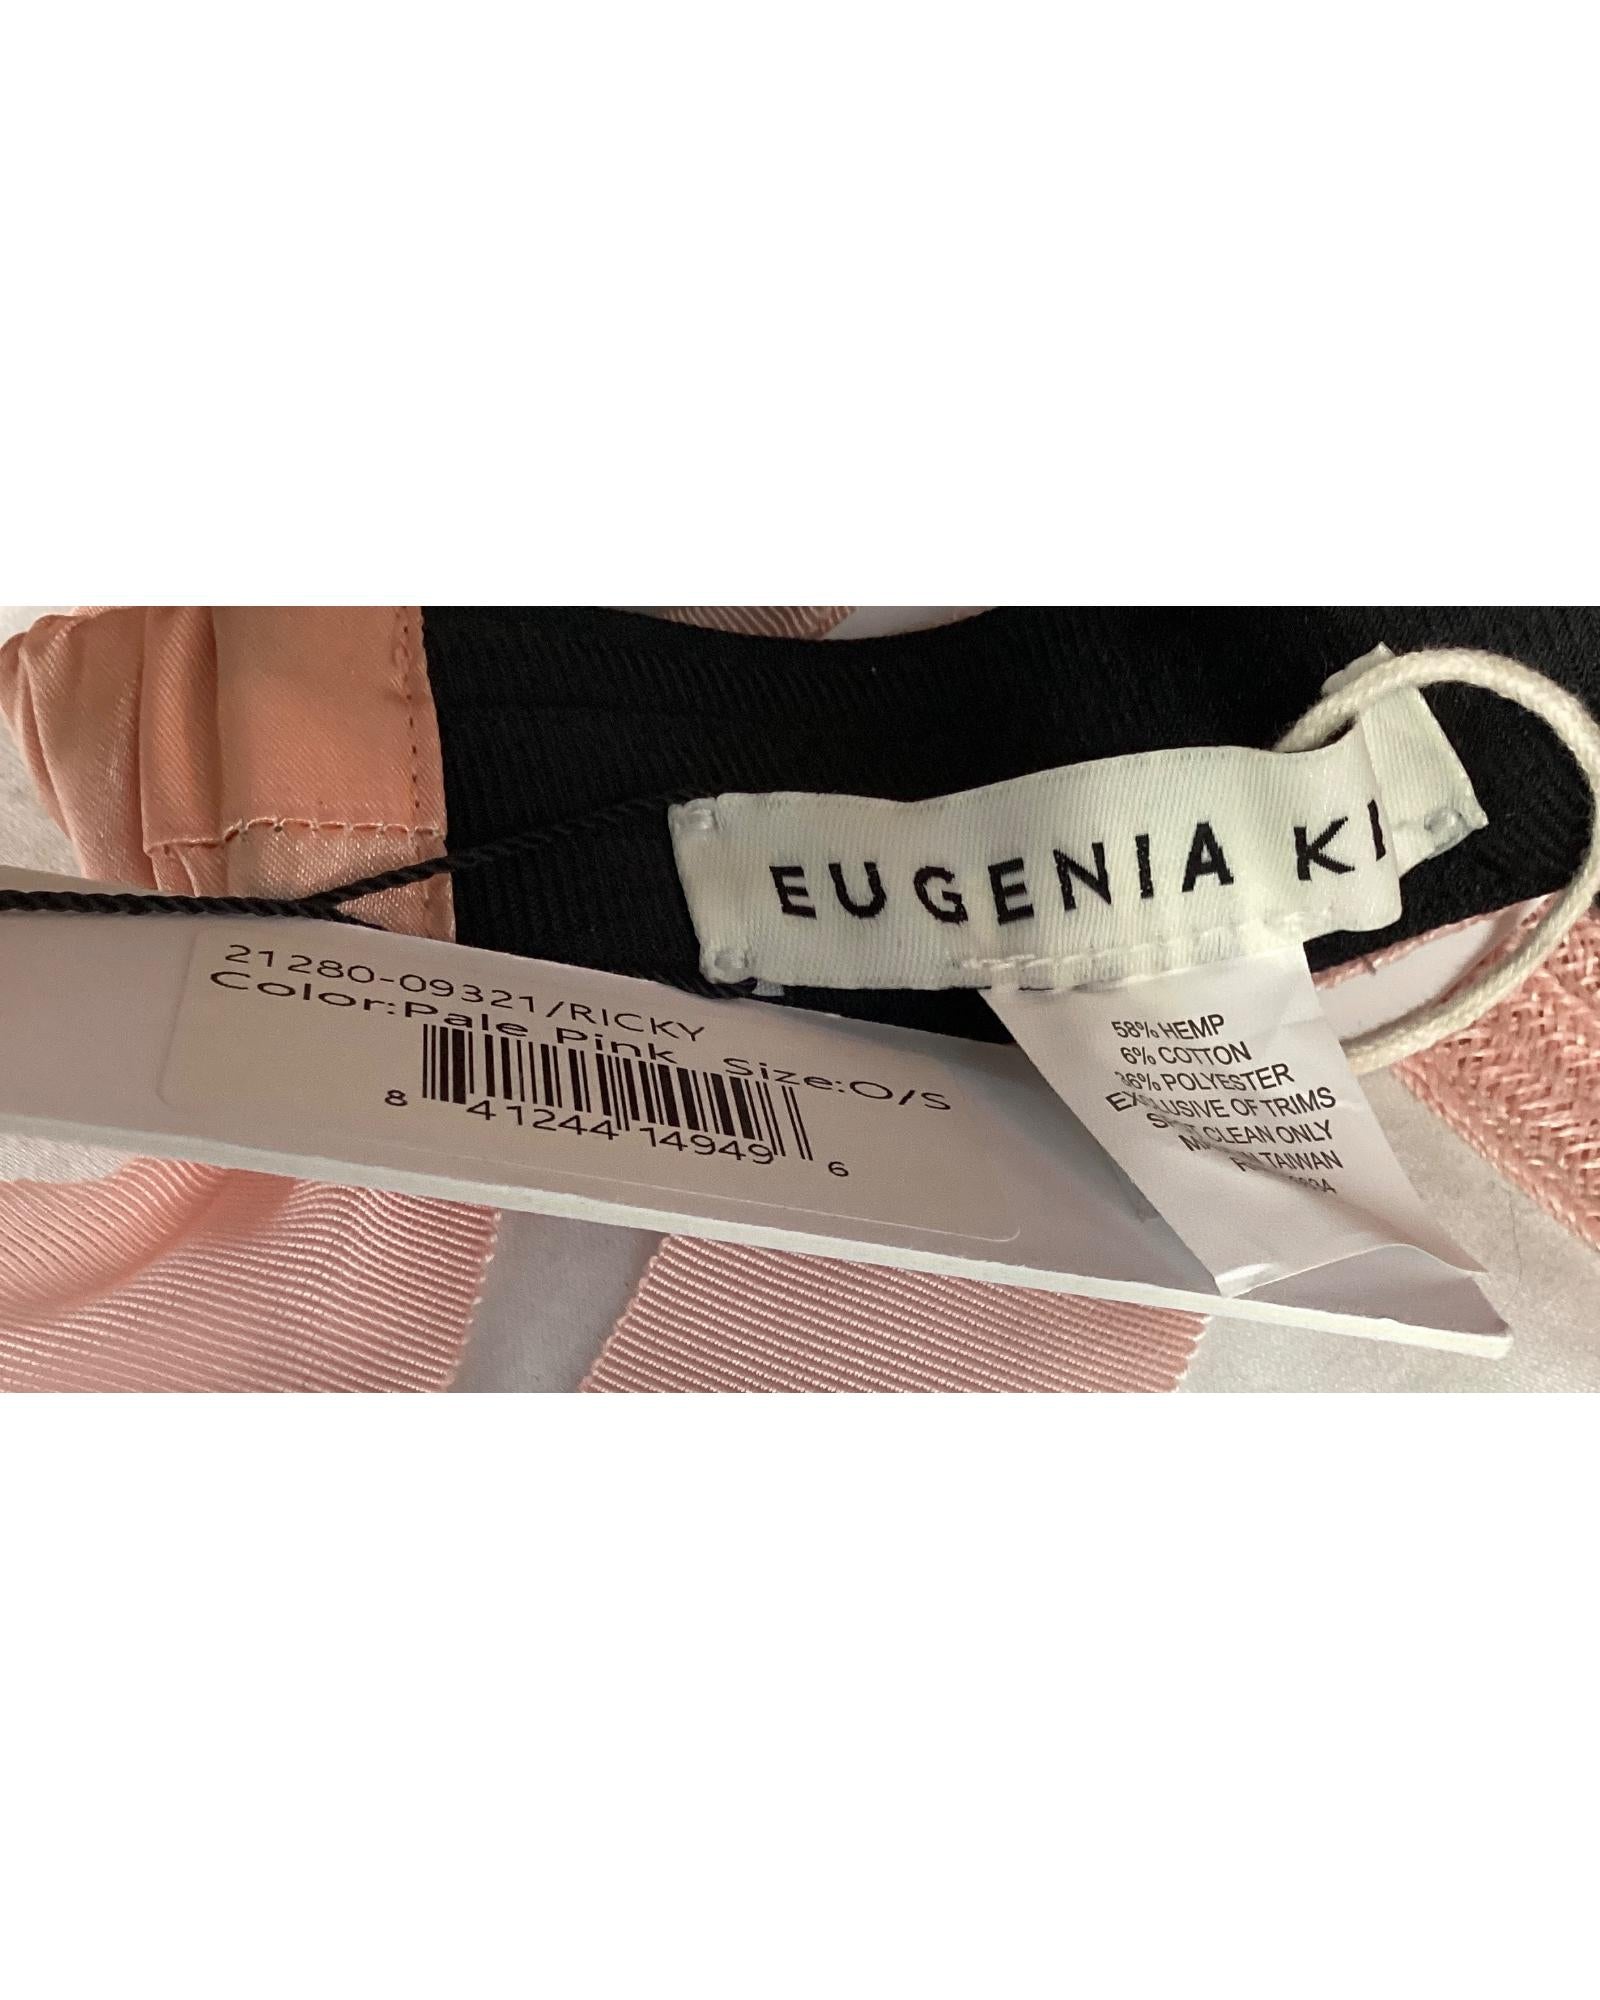 EUGENIA KI
21280-09321/RICKY
Color:Pale Pink Size:O/S
8 41244 14949 6
58% HEMP
6% COTTON
36% POLYESTER
EXCLUSIVE OF TRIMS
CLEAN ONLY
TAIWAN